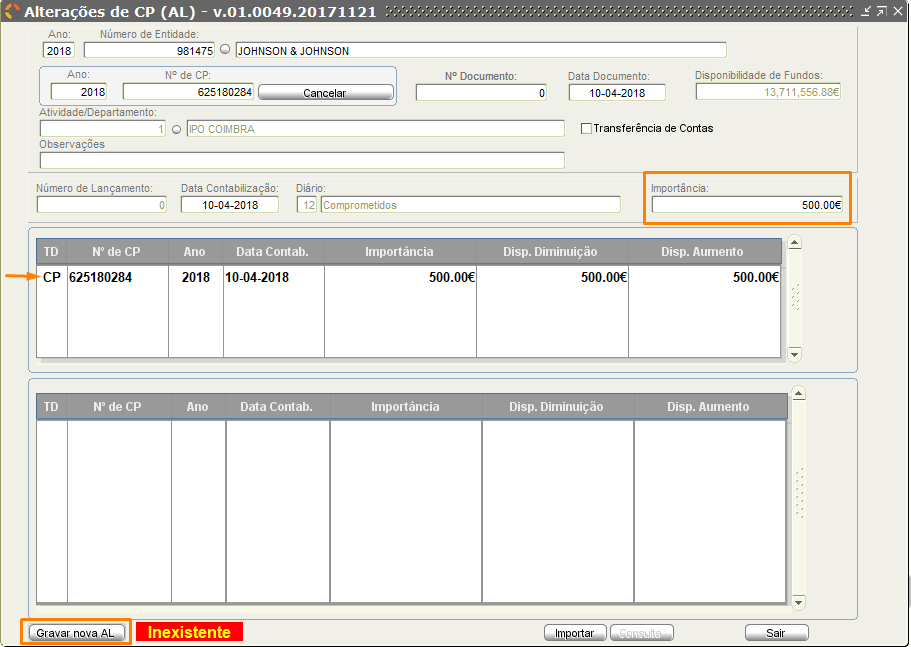 Alterações de CP (AL) - v.01.0049.20171121
Ano: Número de Entidade:
2018 981475 JOHNSON & JOHNSON
Ano: Nº de CP: Nº Documento: Data Documento: Disponibilidade de Fundos:
2018 625180284 Cancelar 0 10-04-2018 13,711,556.88€
Atividade/Departamento:
1 IPO COIMBRA Transferência de Contas
Observações
Número de Lançamento: Data Contabilização: Diário: Importância:
0 10-04-2018 12 Comprometidos 500.00€
TD Nº de CP Ano Data Contab. Importância Disp. Diminuição Disp. Aumento
CP 625180284 2018 10-04-2018 500.00€ 500.00€ 500.00€
TD Nº de CP Ano Data Contab. Importância Disp. Diminuição Disp. Aumento
Gravar nova AL Inexistente Importar Consulta Sair